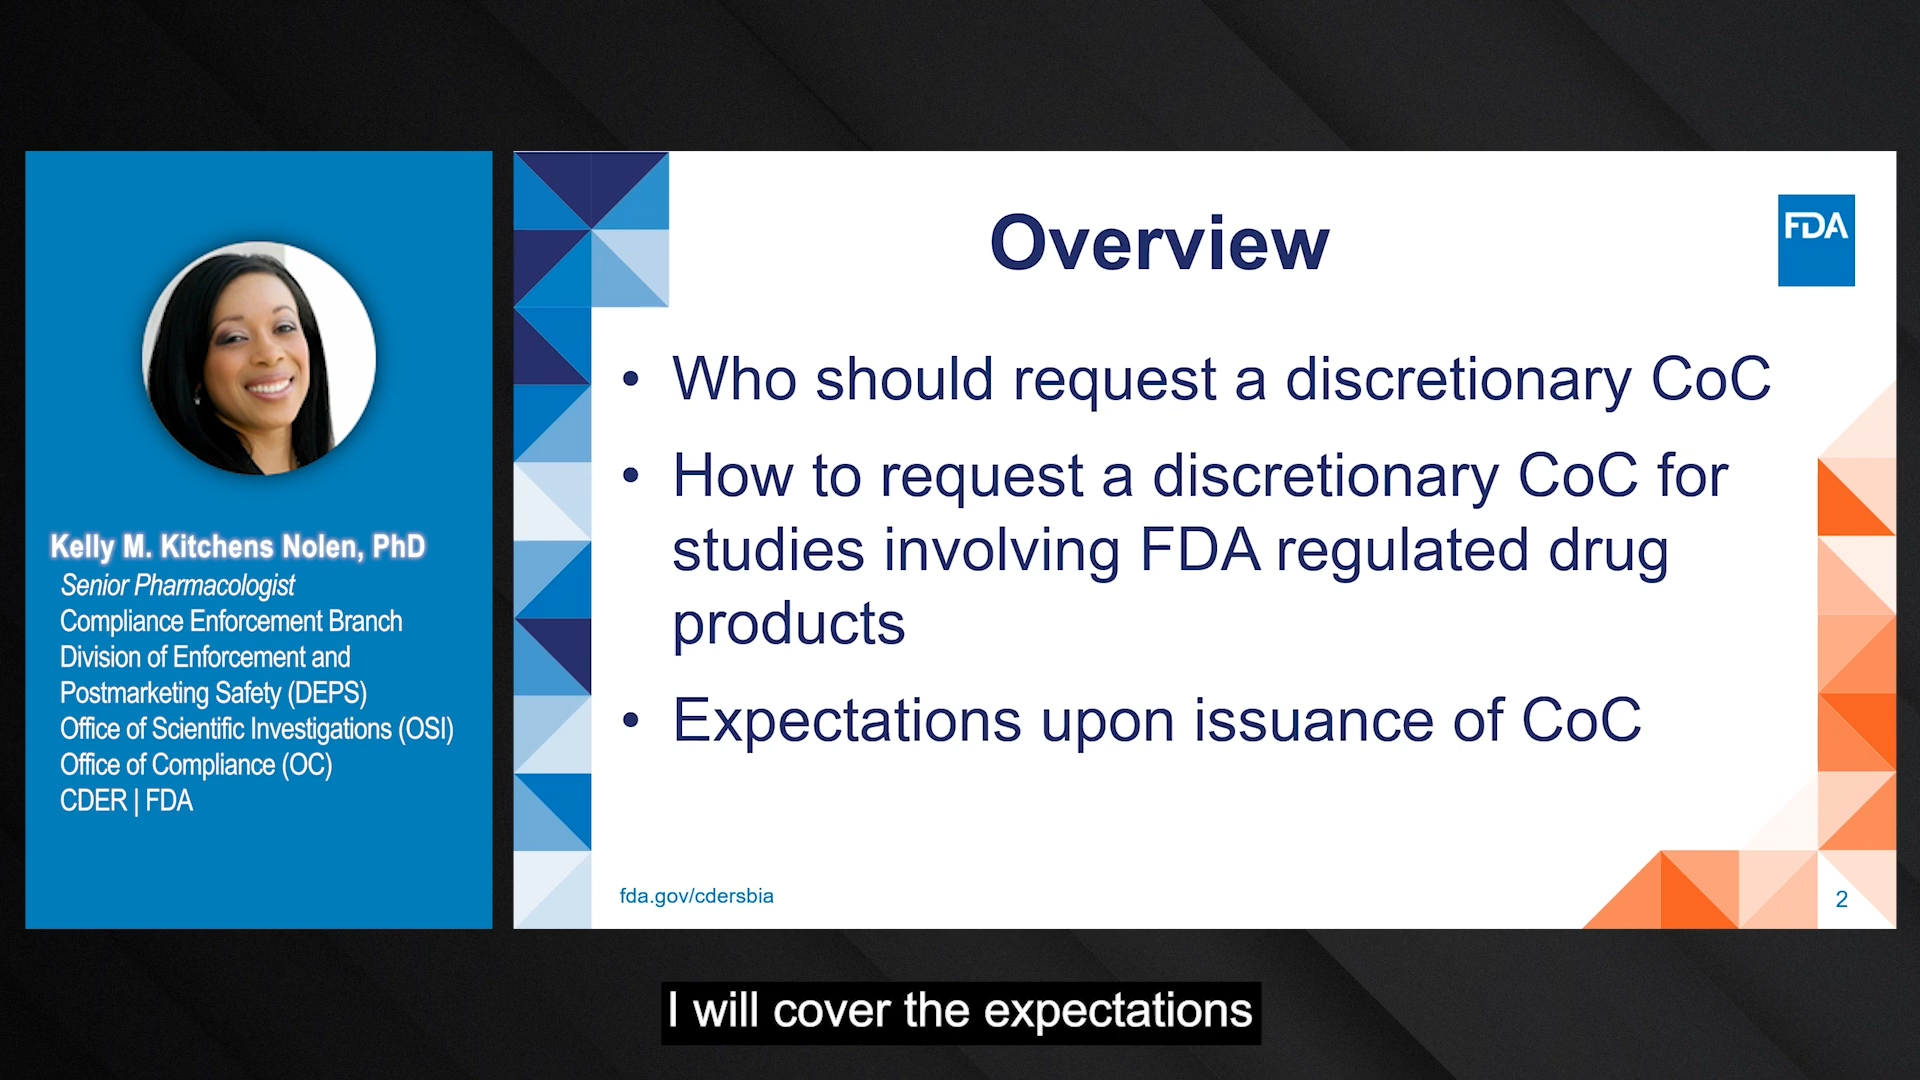 Kelly M. Kitchens Nolen, PhD
Senior Pharmacologist
Compliance Enforcement Branch
Division of Enforcement and
Postmarketing Safety (DEPS)
Office of Scientific Investigations (OSI)
Office of Compliance (OC)
CDER | FDA
Overview
FDA
• Who should request a discretionary CoC
• How to request a discretionary CoC for
studies involving FDA regulated drug
products
• Expectations upon issuance of CoC
fda.gov/cdersbia
2
I will cover the expectations